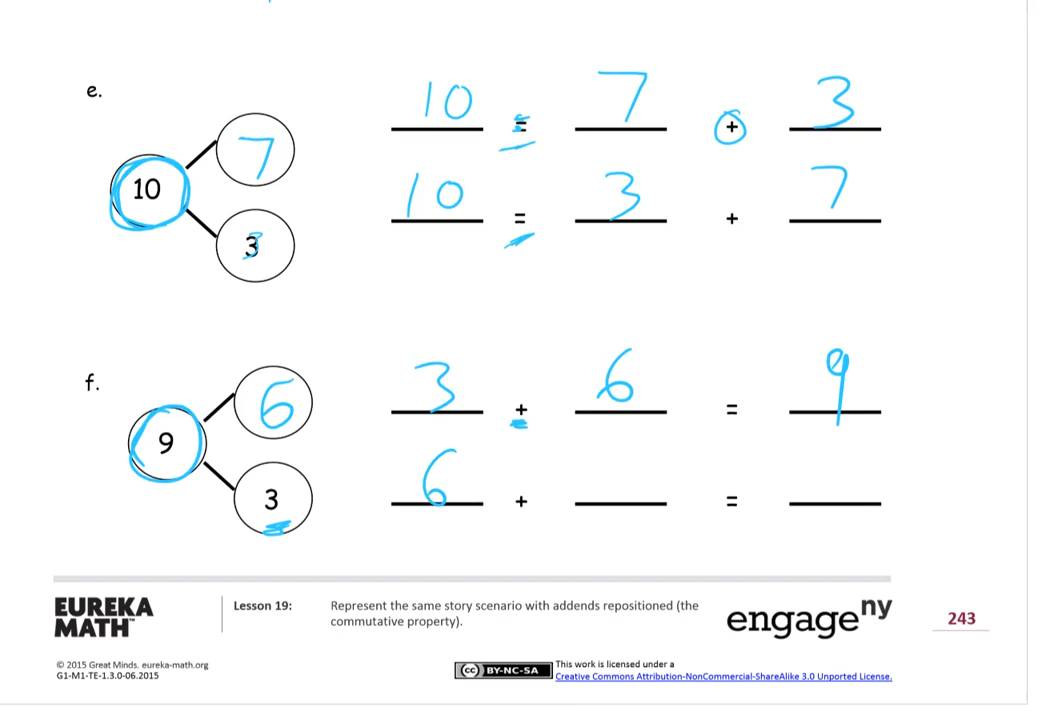 e.
10 = 7 + 3
7
10
10 = 3 + 7
3
f.
3 + 6 = 9
6
9
6 + ___ = ___
3
EUREKA MATH™
Lesson 19:
Represent the same story scenario with addends repositioned (the
commutative property).
engageny
243
© 2015 Great Minds. eureka-math.org
G1-M1-TE-1.3.0-06.2015
cc BY-NC-SA
This work is licensed under a
Creative Commons Attribution-NonCommercial-ShareAlike 3.0 Unported License.